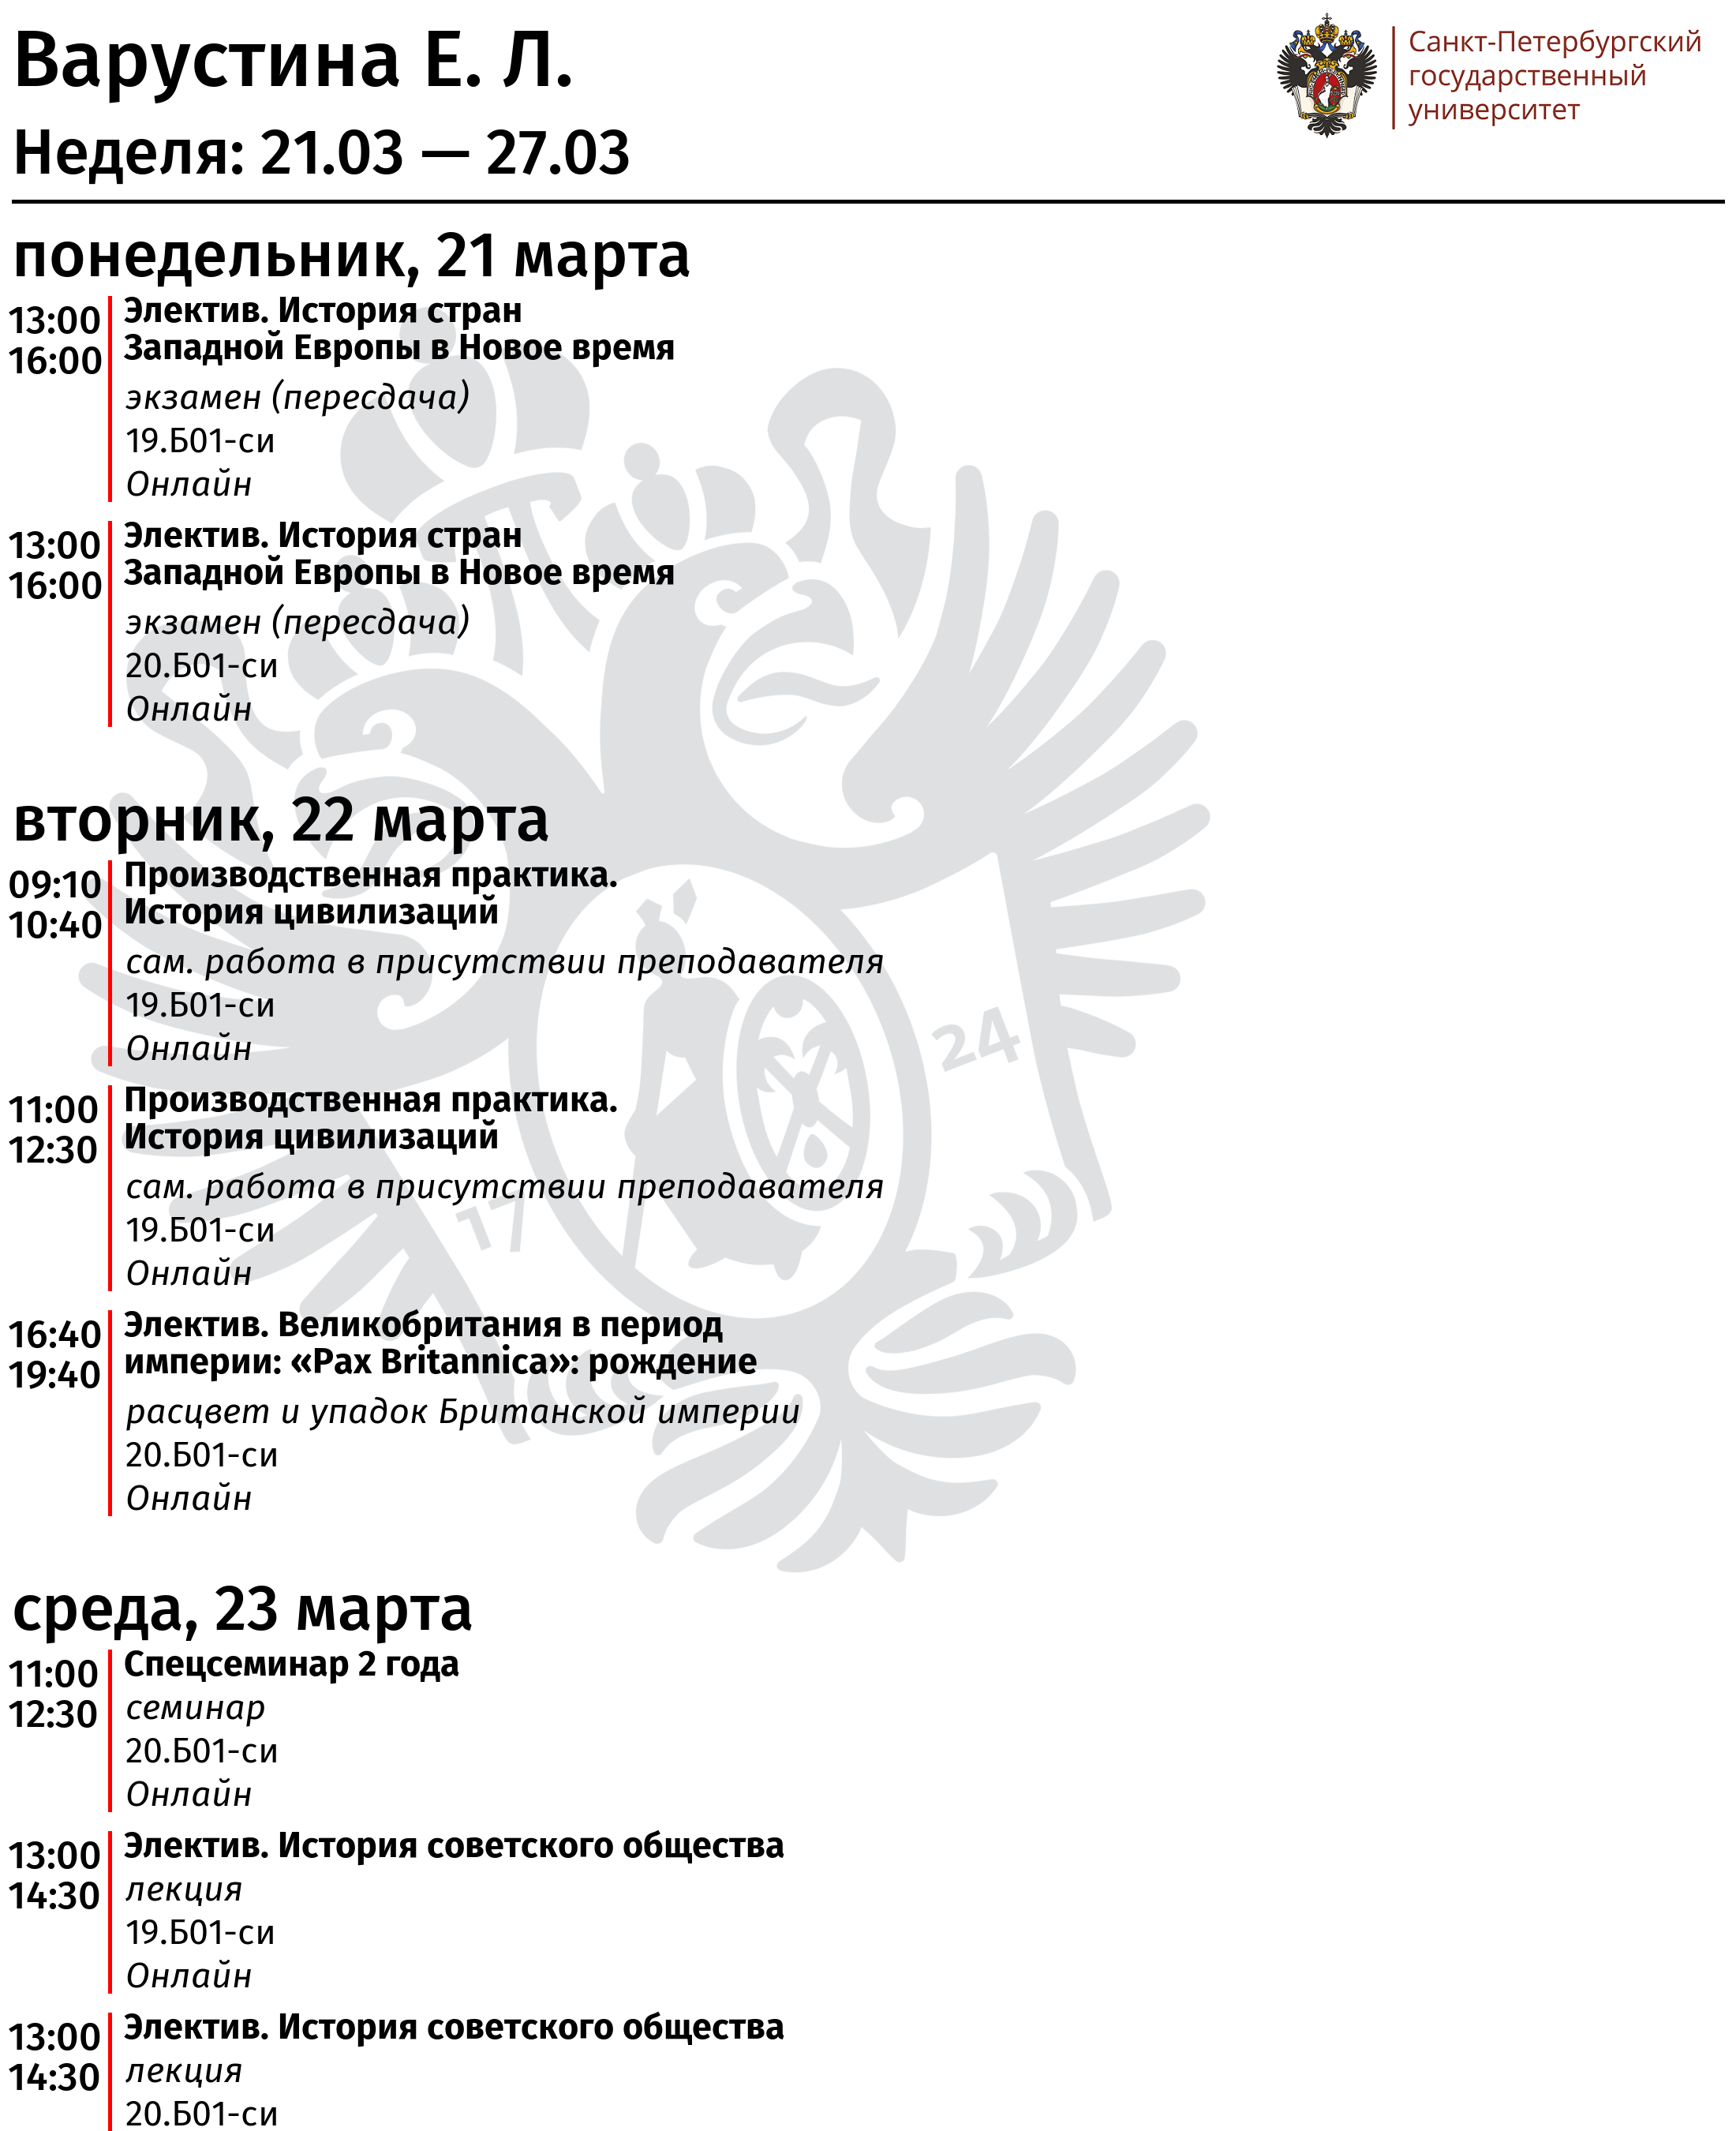 Варустина Е. Л.
Неделя: 21.03 — 27.03
Санкт-Петербургский
государственный
университет
понедельник, 21 марта
13:00
16:00
Электив. История стран
Западной Европы в Новое время
экзамен (пересдача)
19.Б01-си
Онлайн
13:00
16:00
Электив. История стран
Западной Европы в Новое время
экзамен (пересдача)
20.Б01-си
Онлайн
вторник, 22 марта
09:10
10:40
Производственная практика.
История цивилизаций
сам. работа в присутствии преподавателя
19.Б01-си
Онлайн
11:00
12:30
Производственная практика.
История цивилизаций
сам. работа в присутствии преподавателя
19.Б01-си
Онлайн
16:40
19:40
Электив. Великобритания в период
империи: «Pax Britannica»: рождение
расцвет и упадок Британской империи
20.Б01-си
Онлайн
17
24
среда, 23 марта
11:00
12:30
Спецсеминар 2 года
семинар
20.Б01-си
Онлайн
13:00
14:30
Электив. История советского общества
лекция
19.Б01-си
Онлайн
13:00
14:30
Электив. История советского общества
лекция
20.Б01-си